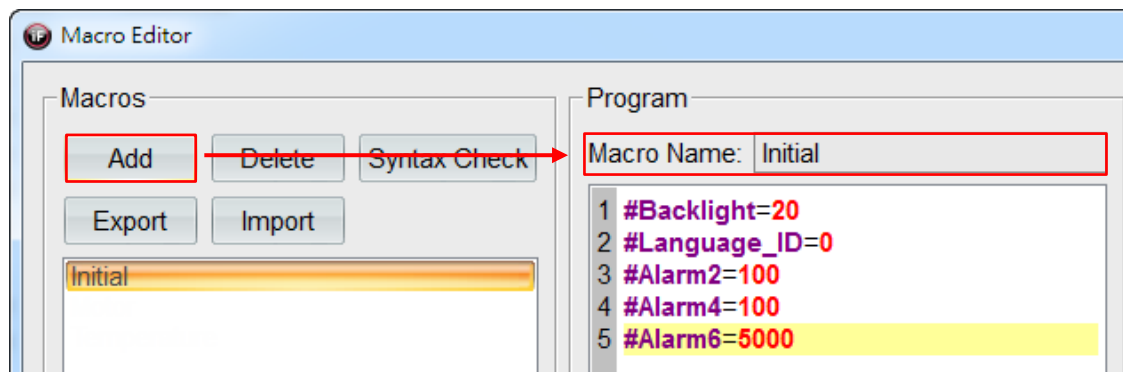 iF Macro Editor
Macros
Add Delete Syntax Check
Export Import
Initial
Program
Macro Name: Initial
1 #Backlight=20
2 #Language_ID=0
3 #Alarm2=100
4 #Alarm4=100
5 #Alarm6=5000